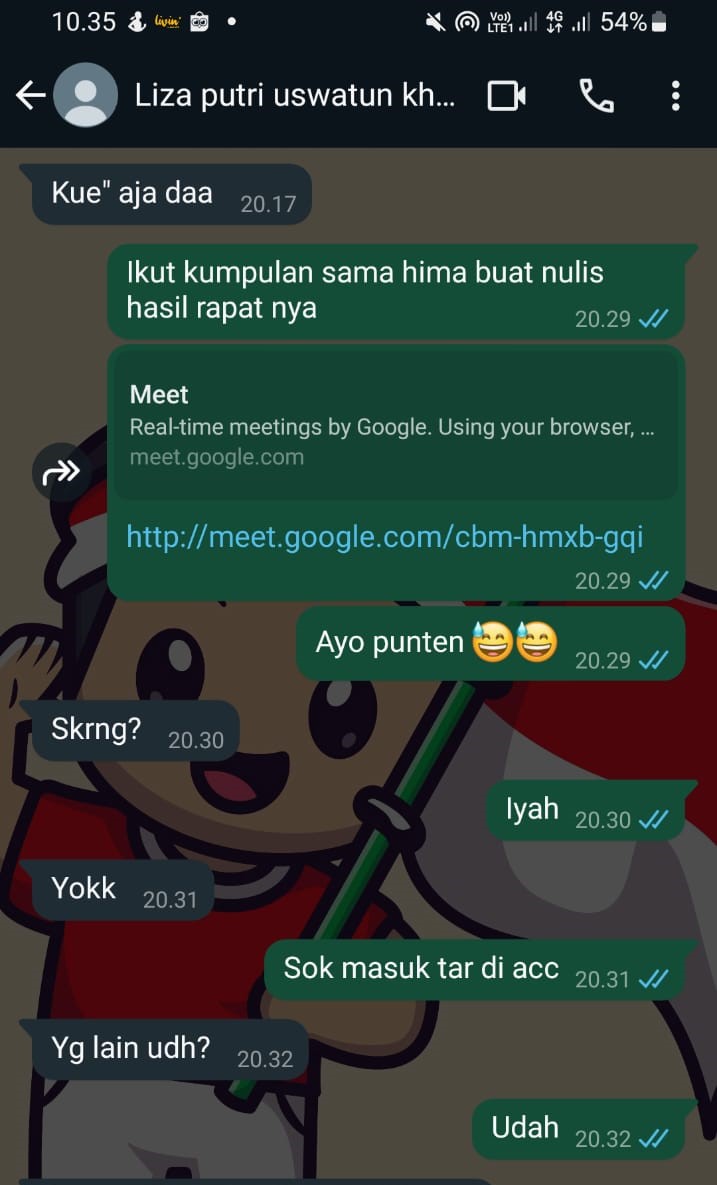 10.35 livin' VoLTE1 4G 54%
Liza putri uswatun kh...
Kue" aja daa 20.17
Ikut kumpulan sama hima buat nulis
hasil rapat nya 20.29
Meet
Real-time meetings by Google. Using your browser, ...
meet.google.com
http://meet.google.com/cbm-hmxb-gqi
20.29
Ayo punten 😅😅 20.29
Skrng? 20.30
Iyah 20.30
Yokk 20.31
Sok masuk tar di acc 20.31
Yg lain udh? 20.32
Udah 20.32